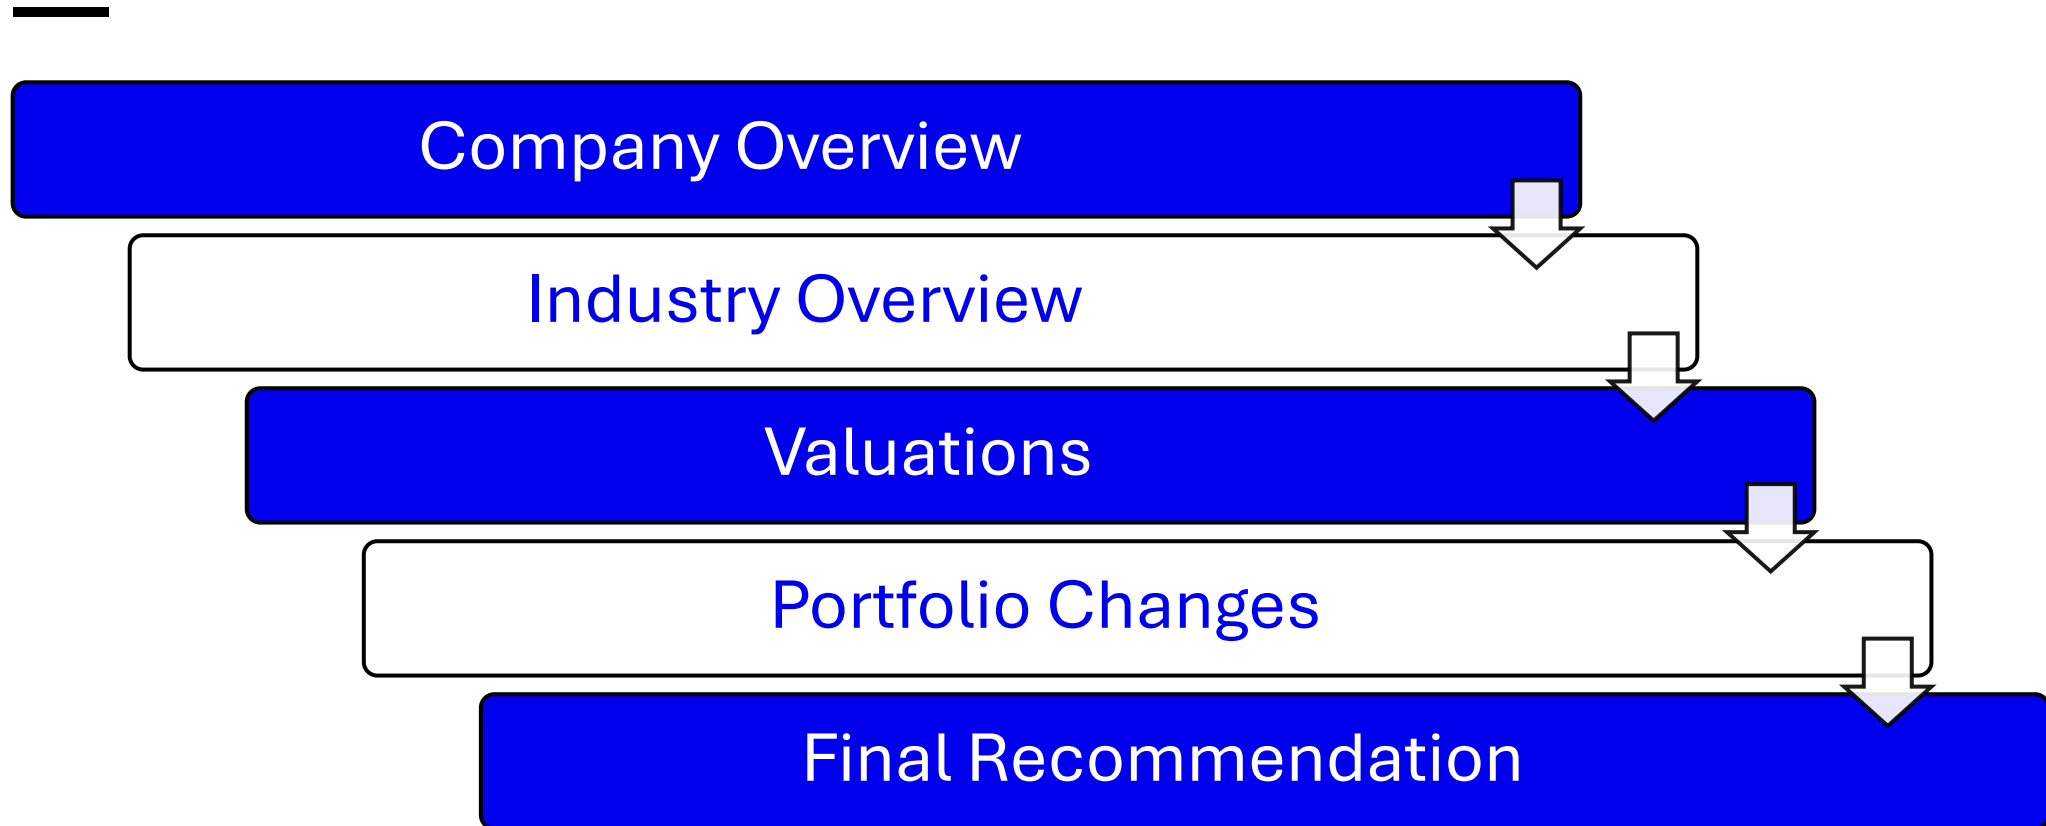 Company Overview
Industry Overview
Valuations
Portfolio Changes
Final Recommendation